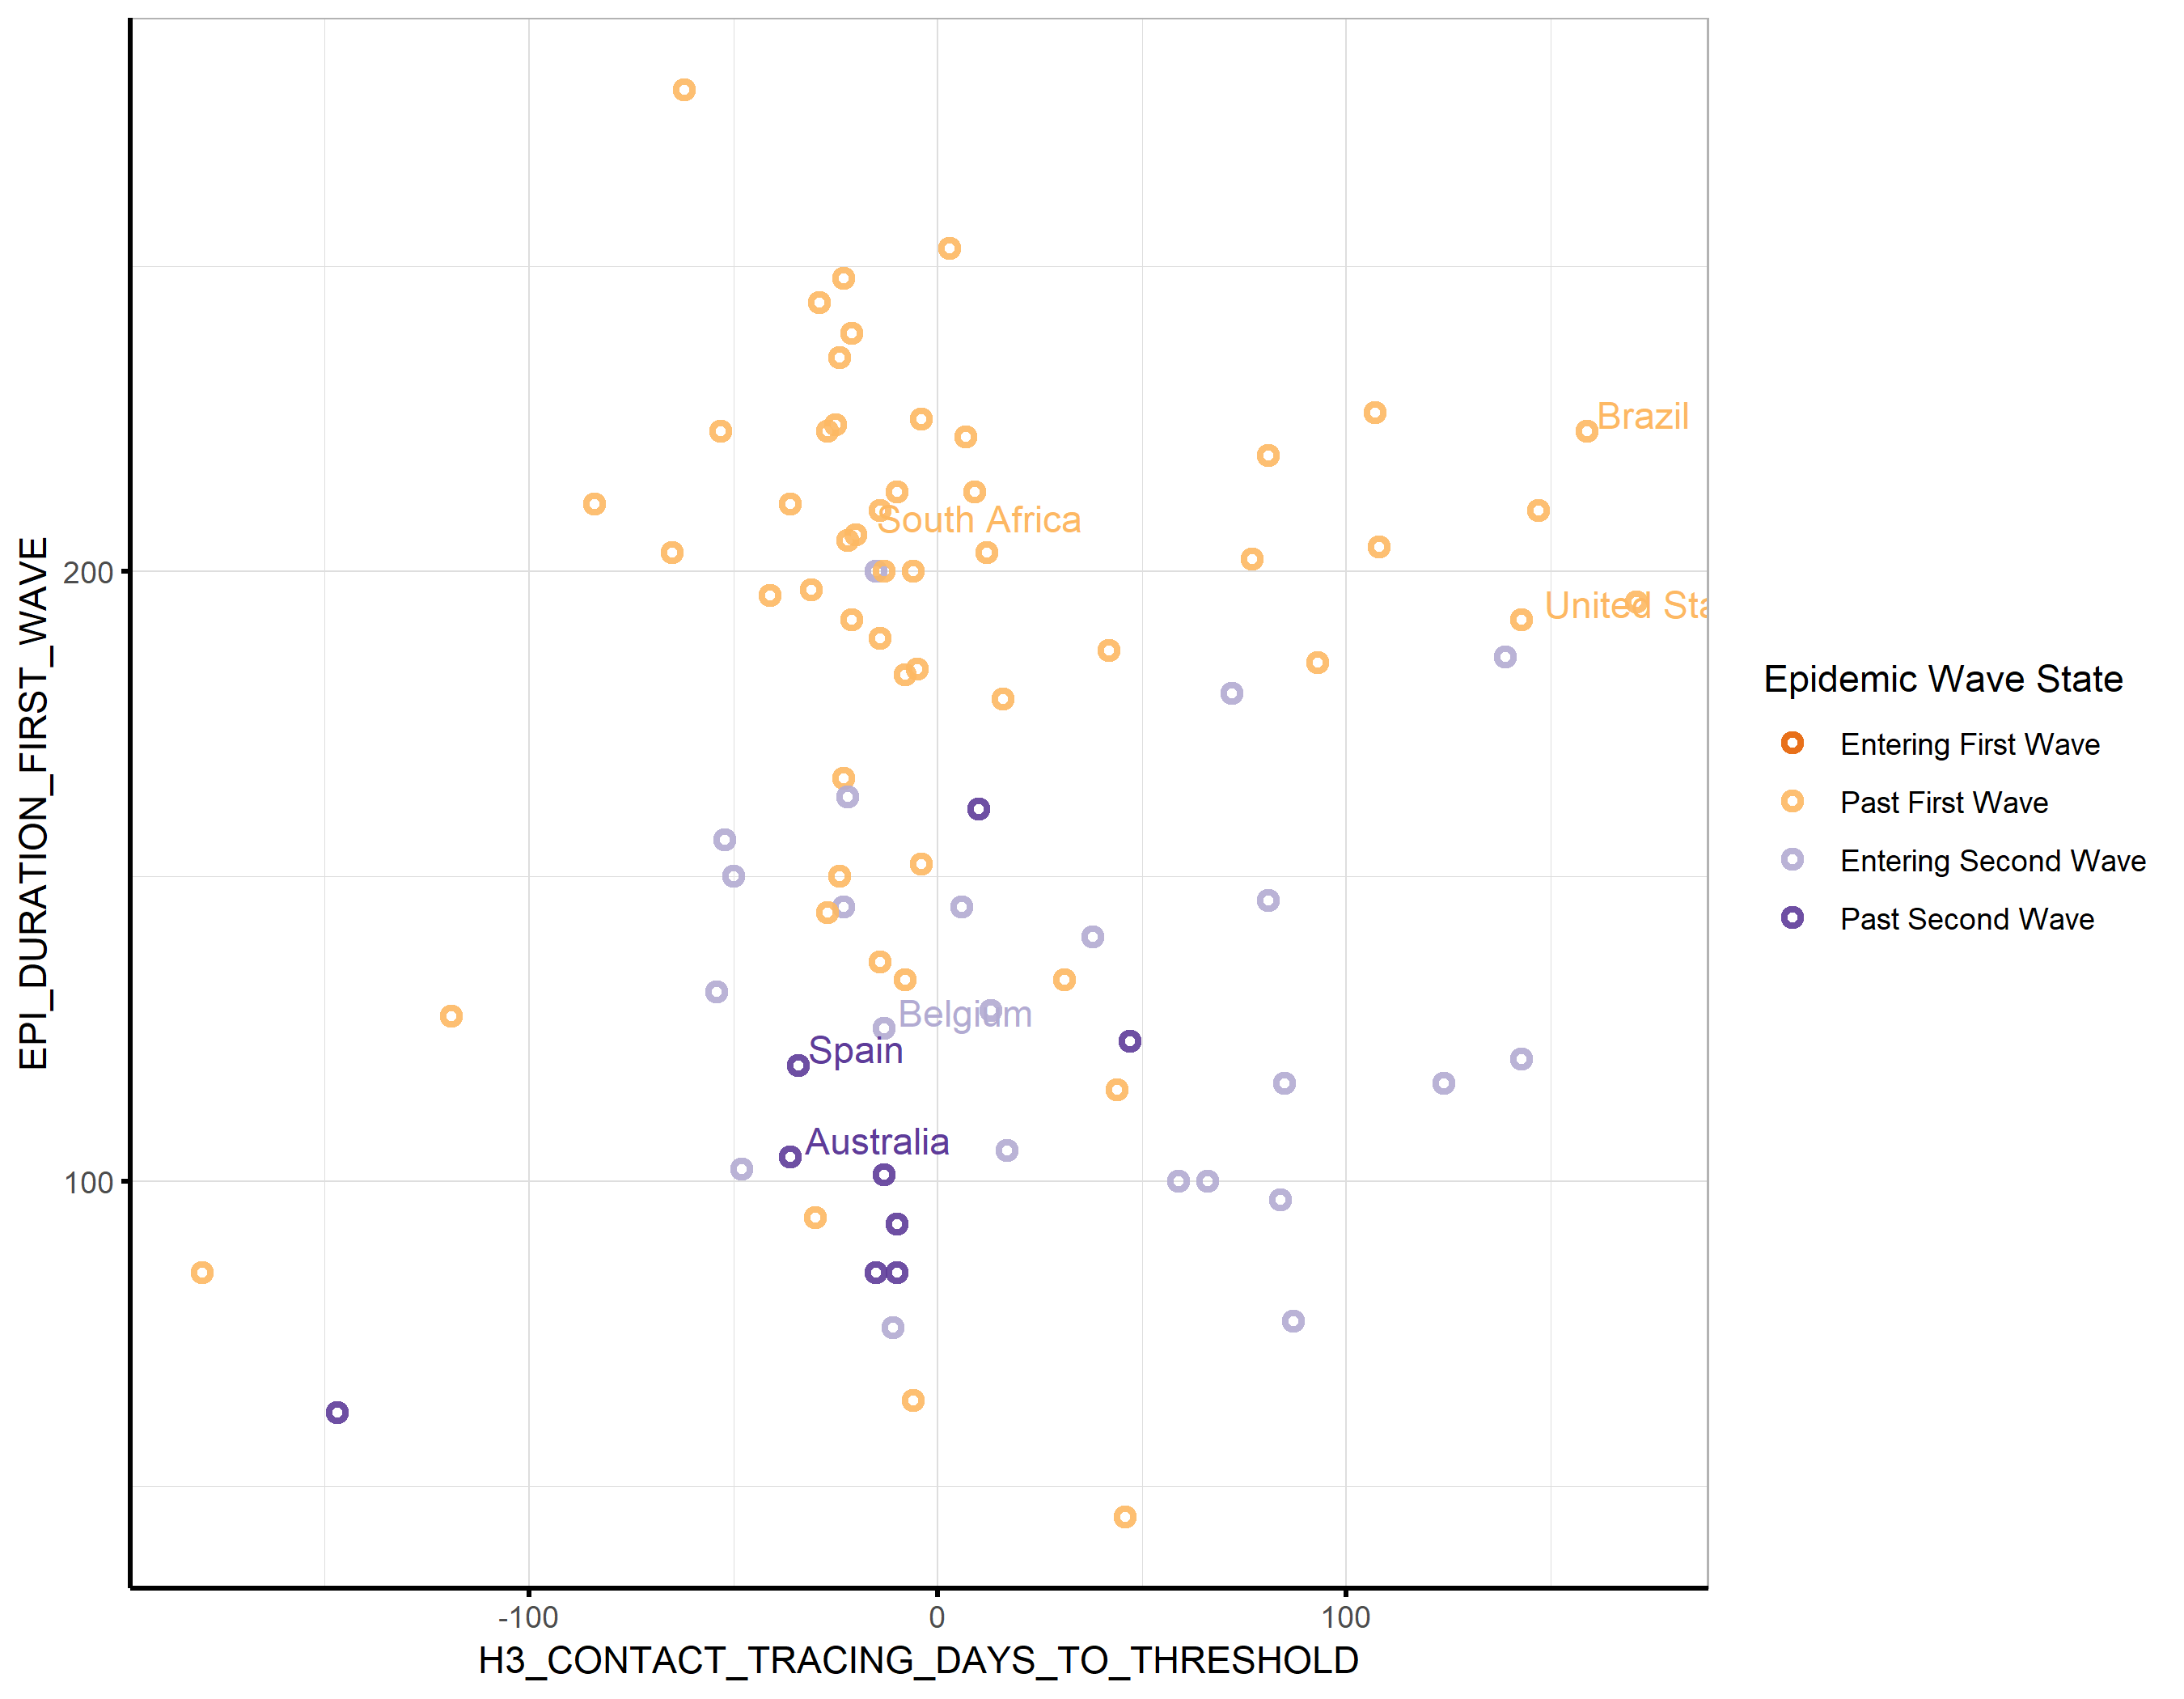 EPI_DURATION_FIRST_WAVE
200
100
Brazil
South Africa
United Sta
Belgium
Spain
Australia
-100
0
100
H3_CONTACT_TRACING_DAYS_TO_THRESHOLD
Epidemic Wave State
Entering First Wave
Past First Wave
Entering Second Wave
Past Second Wave